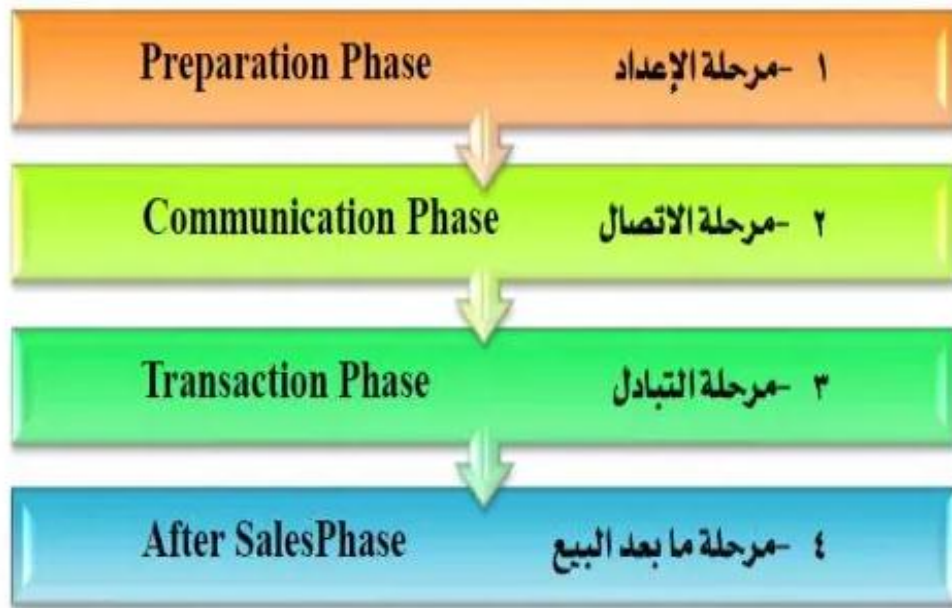 Preparation Phase ١ -مرحلة الإعداد
Communication Phase ٢ -مرحلة الاتصال
Transaction Phase ٣ -مرحلة التبادل
After SalesPhase ٤ -مرحلة ما بعد البيع